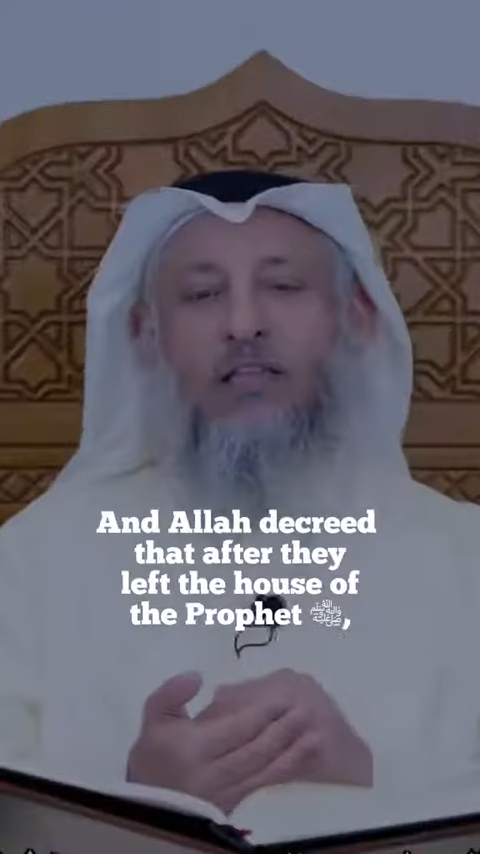 And Allah decreed
that after they
left the house of
the Prophet ﷺ,